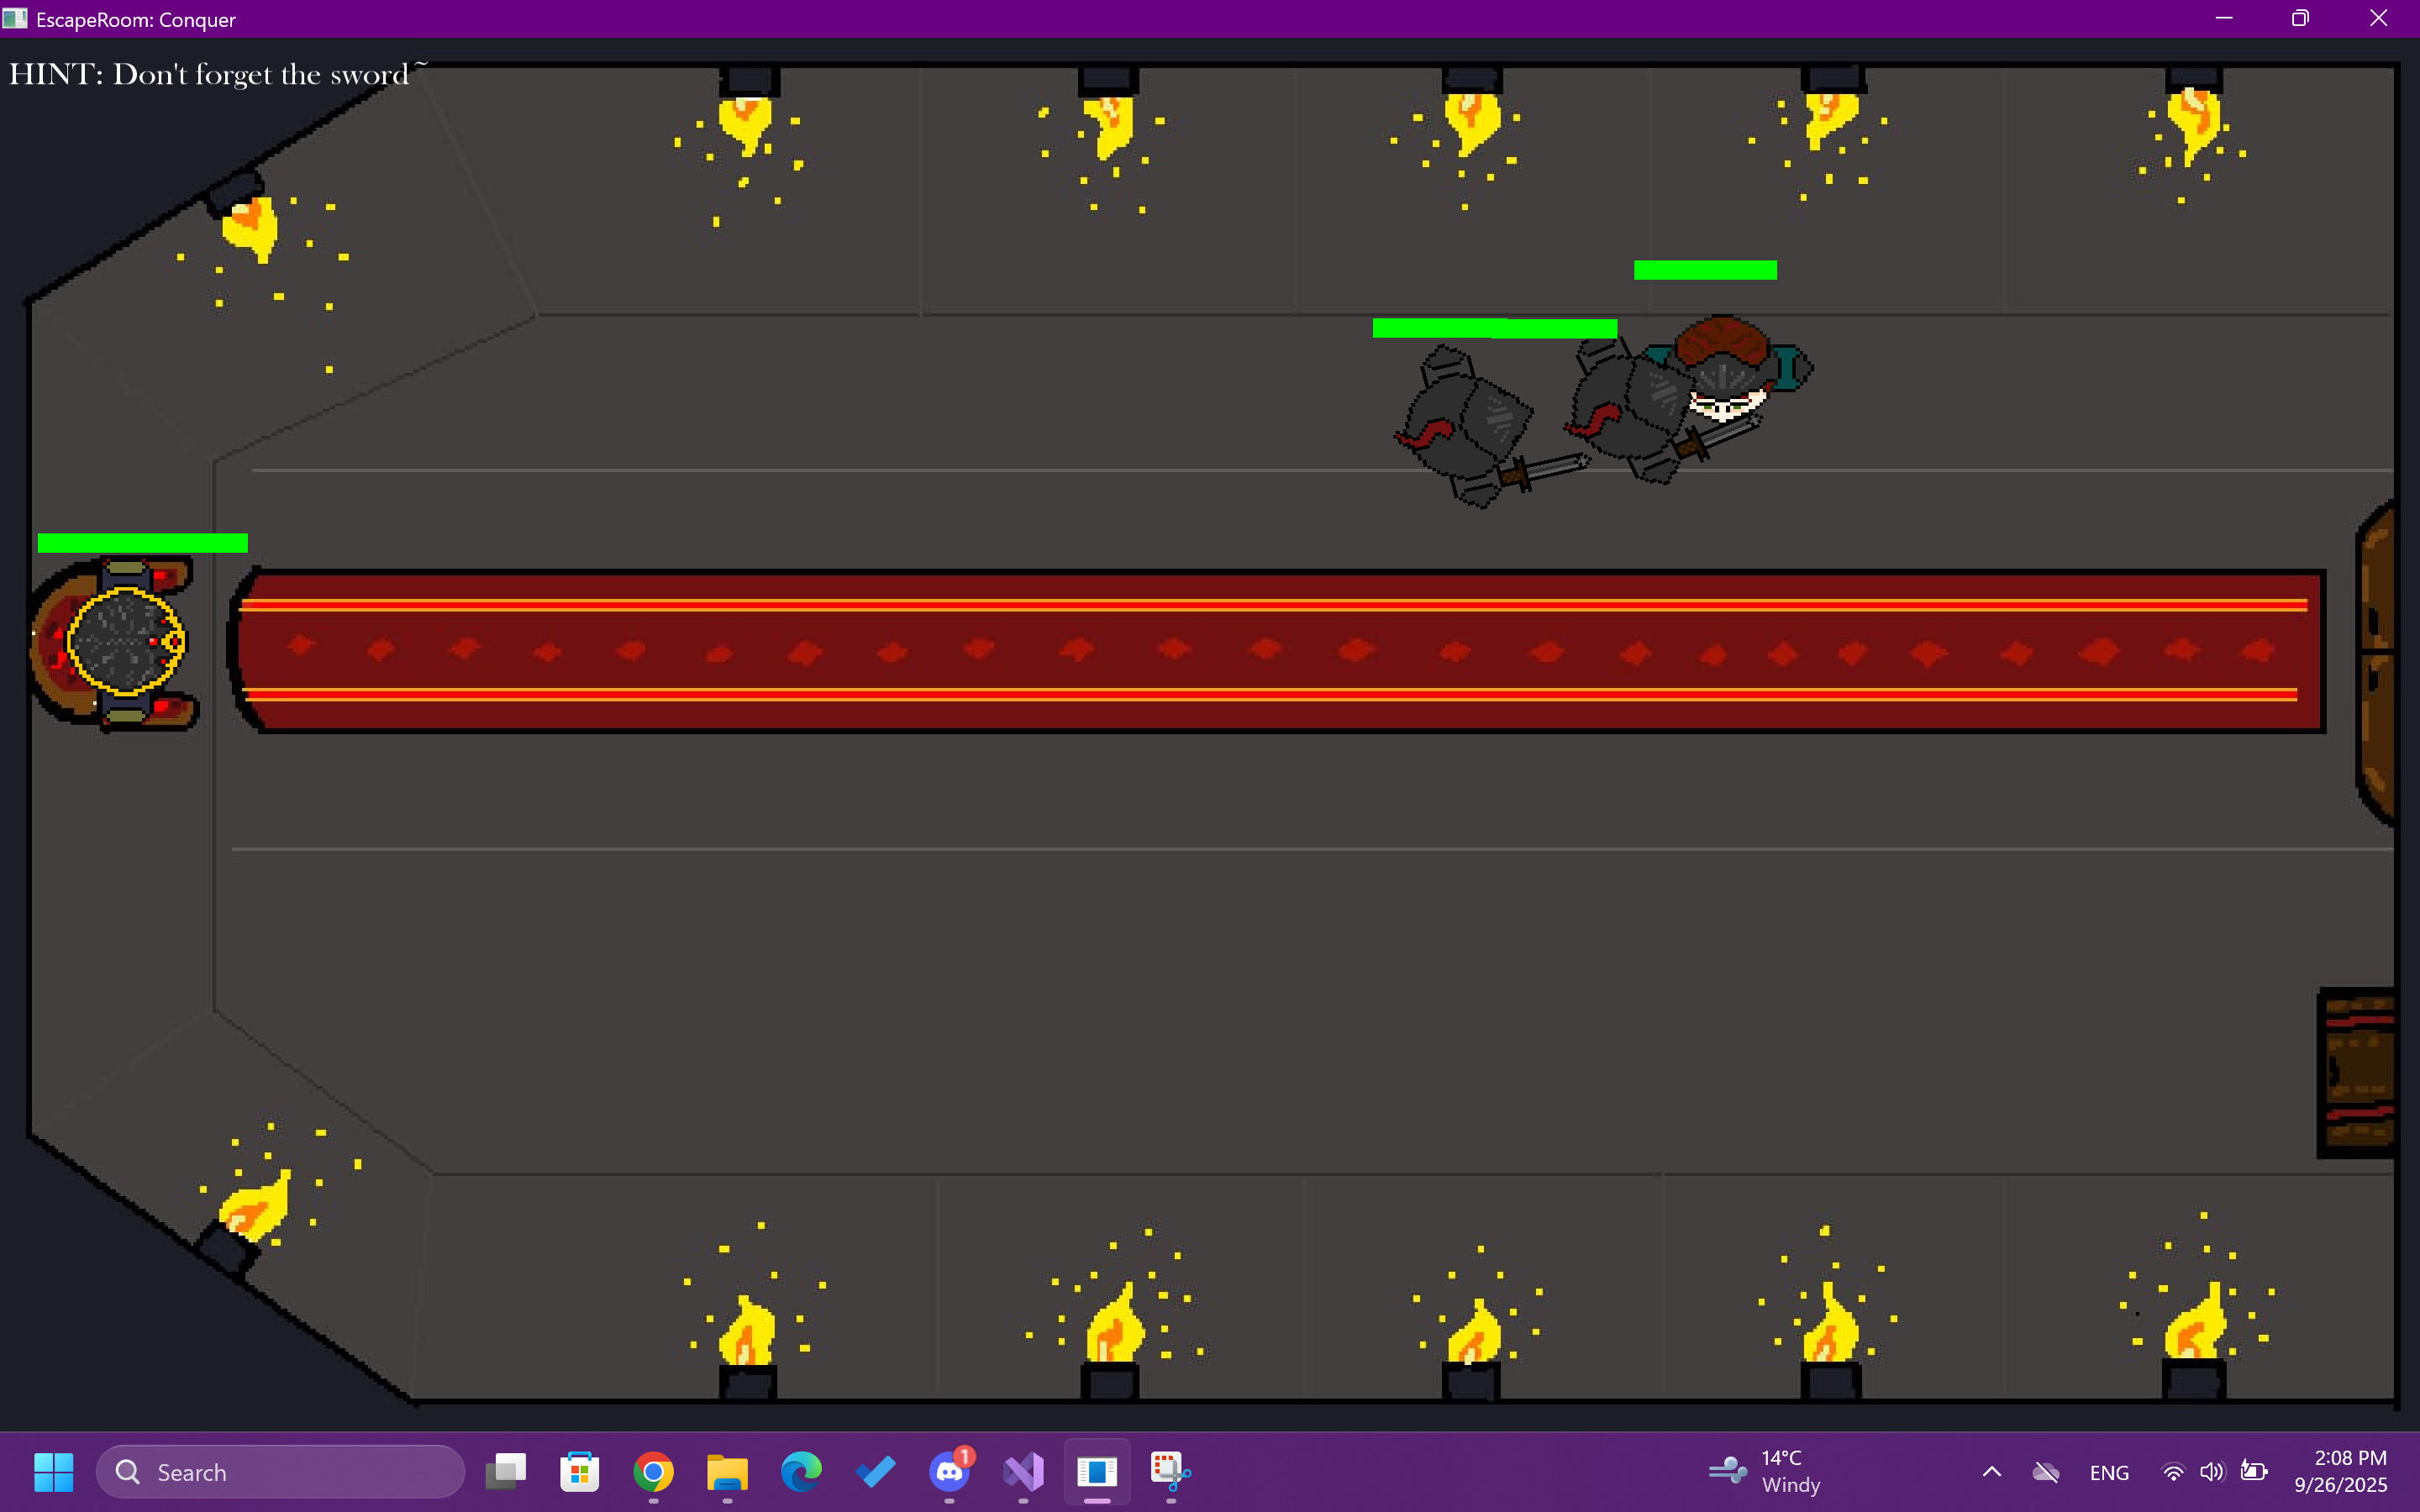 EscapeRoom: Conquer
HINT: Don't forget the sword~
Search
1
14°C
Windy
ENG
2:08 PM
9/26/2025